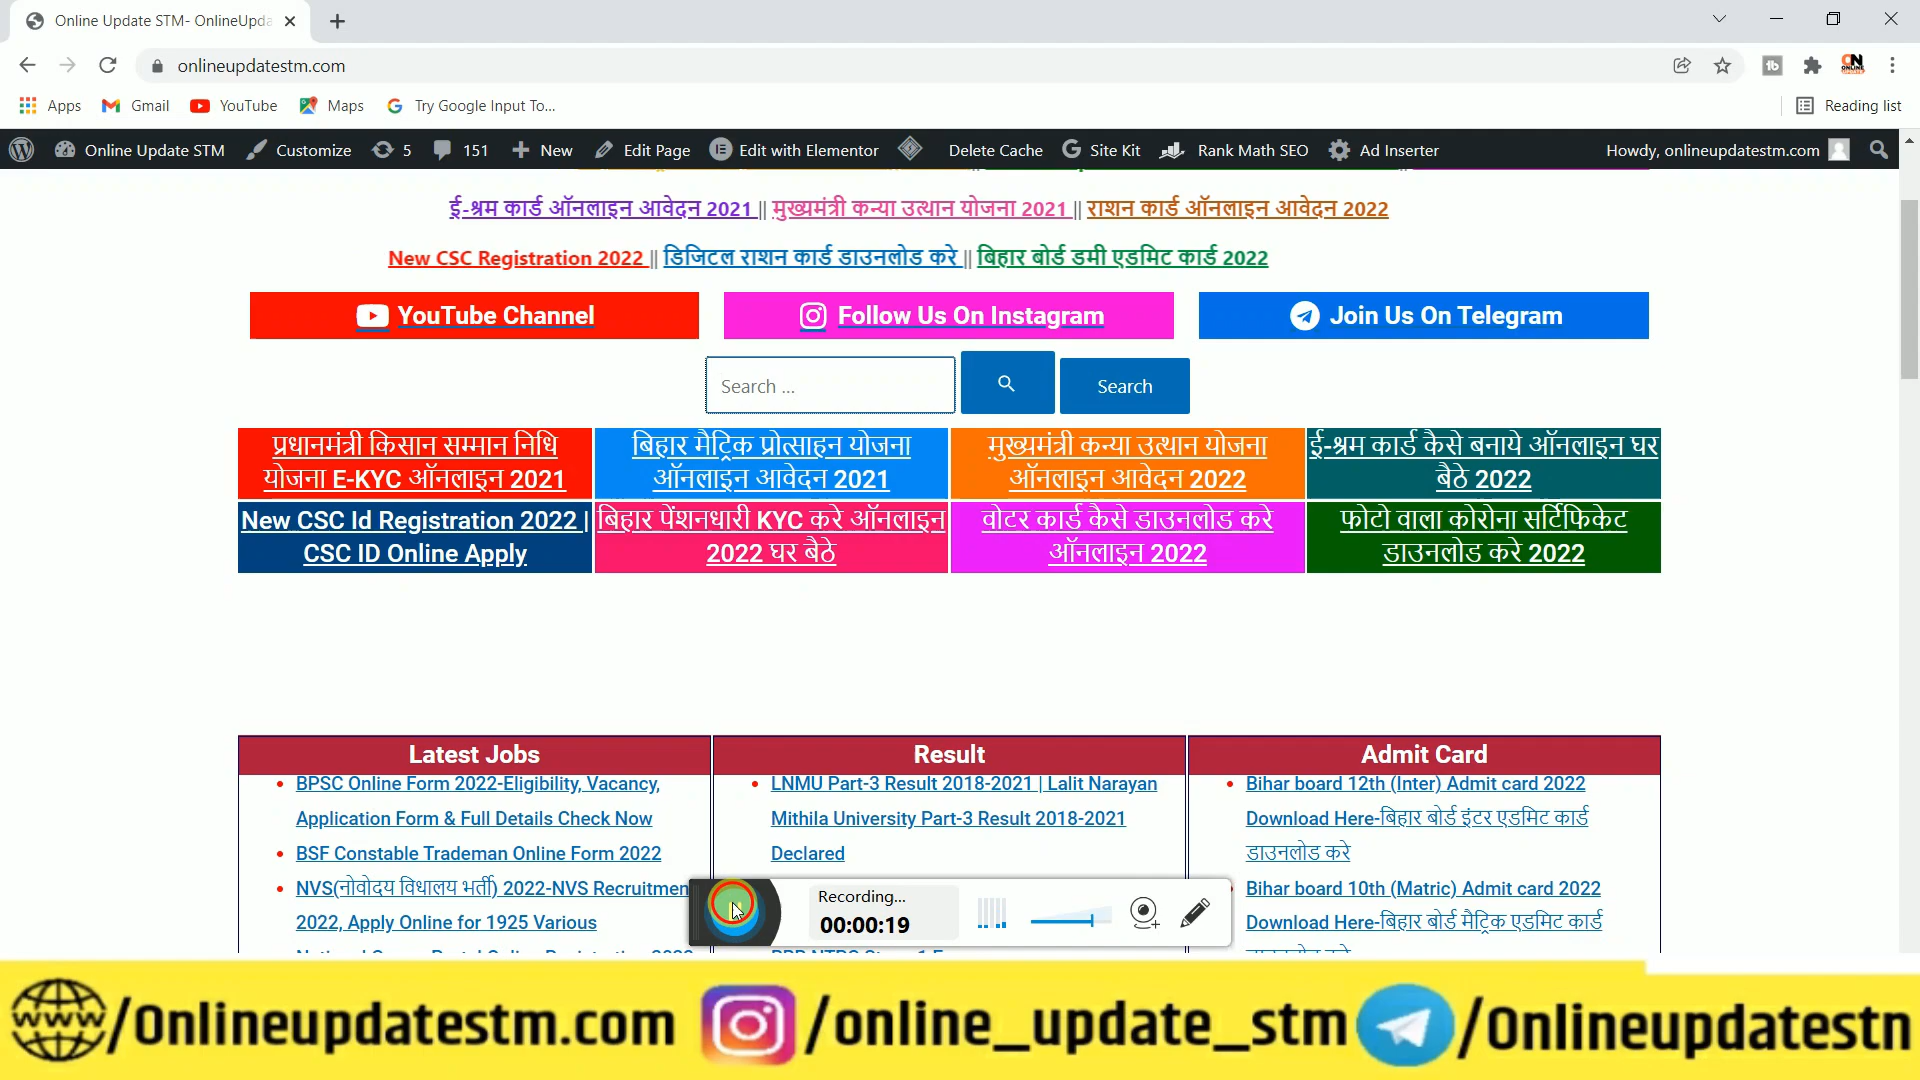 Online Update STM- OnlineUpda
onlineupdatestm.com
Apps Gmail YouTube Maps Try Google Input To... Reading list
Online Update STM Customize 5 151 New Edit Page Edit with Elementor Delete Cache Site Kit Rank Math SEO Ad Inserter Howdy, onlineupdatestm.com
ई-श्रम कार्ड ऑनलाइन आवेदन 2021 || मुख्यमंत्री कन्या उत्थान योजना 2021 || राशन कार्ड ऑनलाइन आवेदन 2022
New CSC Registration 2022 || डिजिटल राशन कार्ड डाउनलोड करे || बिहार बोर्ड डमी एडमिट कार्ड 2022
YouTube Channel Follow Us On Instagram Join Us On Telegram
Search ... Search
प्रधानमंत्री किसान सम्मान निधि
योजना E-KYC ऑनलाइन 2021
बिहार मैट्रिक प्रोत्साहन योजना
ऑनलाइन आवेदन 2021
मुख्यमंत्री कन्या उत्थान योजना
ऑनलाइन आवेदन 2022
ई-श्रम कार्ड कैसे बनाये ऑनलाइन घर
बैठे 2022
New CSC Id Registration 2022 |
CSC ID Online Apply
बिहार पेंशनधारी KYC करे ऑनलाइन
2022 घर बैठे
वोटर कार्ड कैसे डाउनलोड करे
ऑनलाइन 2022
फोटो वाला कोरोना सर्टिफिकेट
डाउनलोड करे 2022
Latest Jobs
BPSC Online Form 2022-Eligibility, Vacancy,
Application Form & Full Details Check Now
BSF Constable Trademan Online Form 2022
NVS(नोवोदय विधालय भर्ती) 2022-NVS Recruitmen
2022, Apply Online for 1925 Various
Result
LNMU Part-3 Result 2018-2021 | Lalit Narayan
Mithila University Part-3 Result 2018-2021
Declared
Admit Card
Bihar board 12th (Inter) Admit card 2022
Download Here-बिहार बोर्ड इंटर एडमिट कार्ड
डाउनलोड करे
Bihar board 10th (Matric) Admit card 2022
Download Here-बिहार बोर्ड मैट्रिक एडमिट कार्ड
Recording...
00:00:19
/Onlineupdatestm.com /online_update_stm /Onlineupdatestn